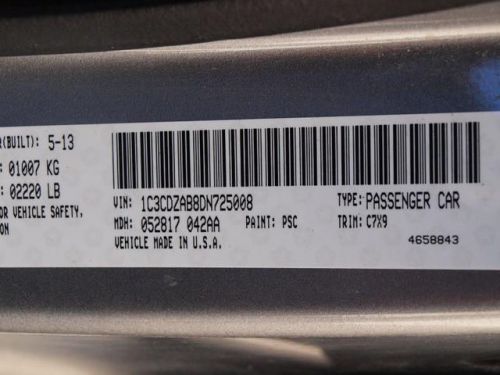 R(BUILT): 5-13
01007 KG
02220 LB
OR VEHICLE SAFETY,
ION
VIN: 1C3CDZAB8DN725008 TYPE: PASSENGER CAR
MDH: 052817 042AA PAINT: PSC TRIM: C7X9
VEHICLE MADE IN U.S.A. 4658843